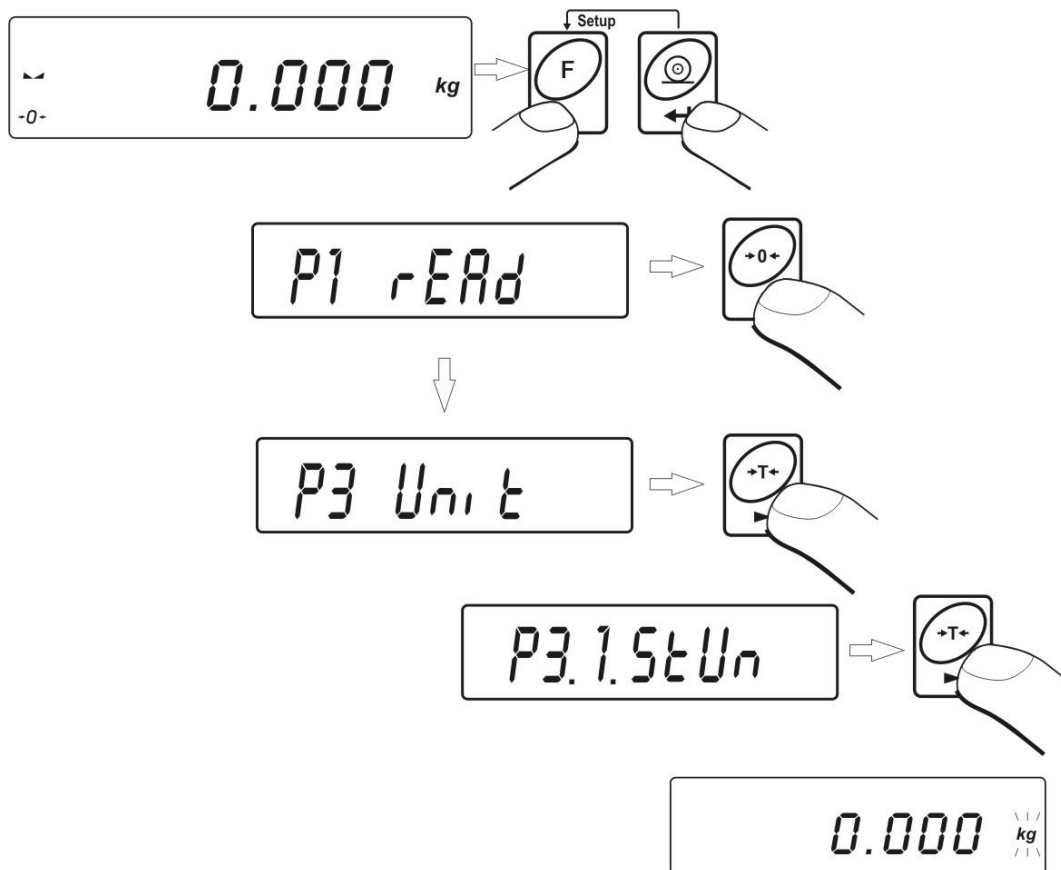 Setup
0.000 kg
→0←
F
P1 rEAd
→0←
P3 Unit
→T←
P3.1.StUn
→T←
0.000 kg